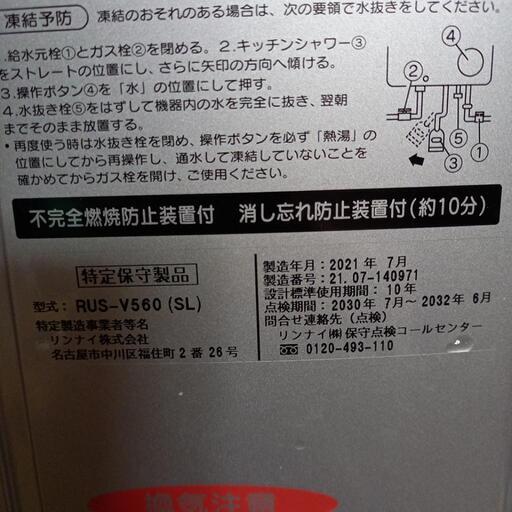 凍結予防 凍結のおそれのある場合は、次の要領で水抜きをしてください。
1.給水元栓①とガス栓②を閉める。2.キッチンシャワー③
をストレートの位置にし、さらに矢印の方向へ傾ける。
3.操作ボタン④を「水」の位置にして押す。
4.水抜き栓⑤をはずして機器内の水を完全に抜き、翌朝
までそのまま放置する。
・再度使う時は水抜き栓を閉め、操作ボタンを必ず「熱湯」の
位置にしてから再操作し、通水して凍結していないことを
確かめてからガス栓を開け、ご使用ください。
④
②
⑤
③
①
不完全燃焼防止装置付 消し忘れ防止装置付(約10分)
特定保守製品
型式: RUS-V560(SL)
特定製造事業者等名
リンナイ株式会社
名古屋市中川区福住町2番26号
製造年月: 2021年 7月
製造番号: 21.07-140971
設計標準使用期間: 10年
点検期間: 2030年 7月~ 2032年 6月
問合せ連絡先(点検)
リンナイ㈱保守点検コールセンター
0120-493-110
換気注意